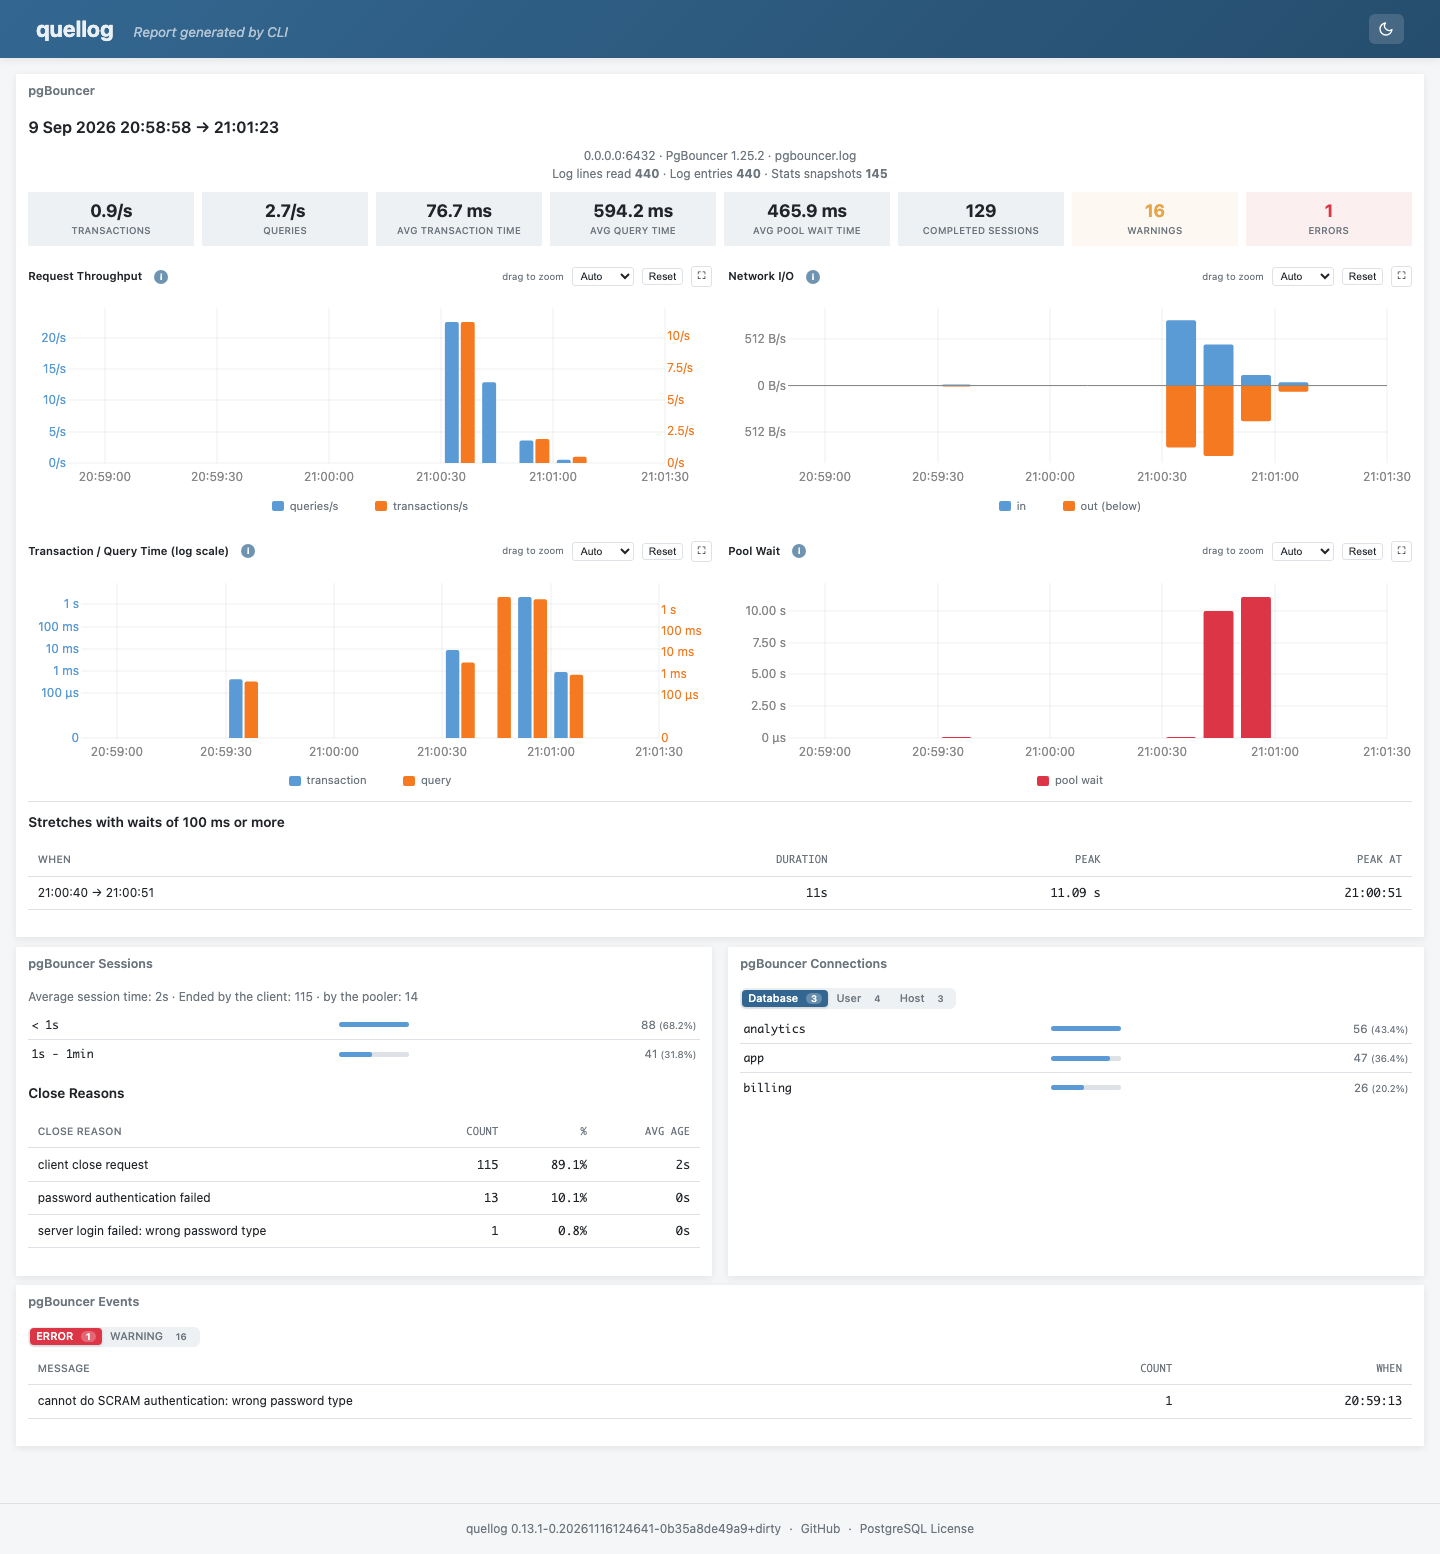 quellog Report generated by CLI
pgBouncer
9 Sep 2026 20:58:58 → 21:01:23
0.0.0.0:6432 · PgBouncer 1.25.2 · pgbouncer.log
Log lines read 440 · Log entries 440 · Stats snapshots 145
0.9/s 2.7/s 76.7 ms 594.2 ms 465.9 ms 129 16 1
TRANSACTIONS QUERIES AVG TRANSACTION TIME AVG QUERY TIME AVG POOL WAIT TIME COMPLETED SESSIONS WARNINGS ERRORS
Request Throughput i drag to zoom Auto Reset
20/s
15/s
10/s
5/s
0/s
10/s
7.5/s
5/s
2.5/s
0/s
20:59:00 20:59:30 21:00:00 21:00:30 21:01:00 21:01:30
queries/s transactions/s
Network I/O i drag to zoom Auto Reset
512 B/s
0 B/s
512 B/s
20:59:00 20:59:30 21:00:00 21:00:30 21:01:00 21:01:30
in out (below)
Transaction / Query Time (log scale) i drag to zoom Auto Reset
1 s
100 ms
10 ms
1 ms
100 µs
0
1 s
100 ms
10 ms
1 ms
100 µs
0
20:59:00 20:59:30 21:00:00 21:00:30 21:01:00 21:01:30
transaction query
Pool Wait i drag to zoom Auto Reset
10.00 s
7.50 s
5.00 s
2.50 s
0 µs
20:59:00 20:59:30 21:00:00 21:00:30 21:01:00 21:01:30
pool wait
Stretches with waits of 100 ms or more
WHEN DURATION PEAK PEAK AT
21:00:40 → 21:00:51 11s 11.09 s 21:00:51
pgBouncer Sessions
Average session time: 2s · Ended by the client: 115 · by the pooler: 14
< 1s 88 (68.2%)
1s - 1min 41 (31.8%)
Close Reasons
CLOSE REASON COUNT % AVG AGE
client close request 115 89.1% 2s
password authentication failed 13 10.1% 0s
server login failed: wrong password type 1 0.8% 0s
pgBouncer Connections
Database 3 User 4 Host 3
analytics 56 (43.4%)
app 47 (36.4%)
billing 26 (20.2%)
pgBouncer Events
ERROR 1 WARNING 16
MESSAGE COUNT WHEN
cannot do SCRAM authentication: wrong password type 1 20:59:13
quellog 0.13.1-0.20261116124641-0b35a8de49a9+dirty · GitHub · PostgreSQL License